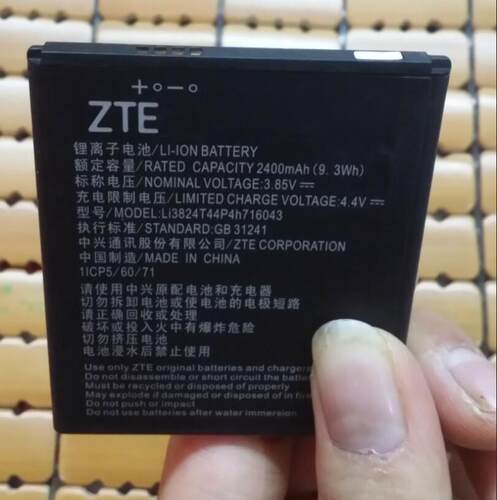 + o - o
ZTE
锂离子电池/LI-ION BATTERY
额定容量/RATED CAPACITY 2400mAh(9.3Wh)
标称电压/NOMINAL VOLTAGE:3.85V⎓
充电限制电压/LIMITED CHARGE VOLTAGE:4.4V⎓
型号/MODEL:Li3824T44P4h716043
执行标准/STANDARD:GB 31241
中兴通讯股份有限公司/ZTE CORPORATION
中国制造/MADE IN CHINA
1ICP5/60/71
请使用中兴原配电池和充电器
切勿拆卸电池或使电池的电极短路
请正确回收或处理
破坏或投入火中有爆炸危险
切勿挤压电池
电池浸水后禁止使用
Use only ZTE original batteries and chargers
Do not disassemble or short circuit the battery
Must be recycled or disposed of properly
May explode if damaged or disposed of in fire
Do not push or impact
Do not use batteries after water immersion